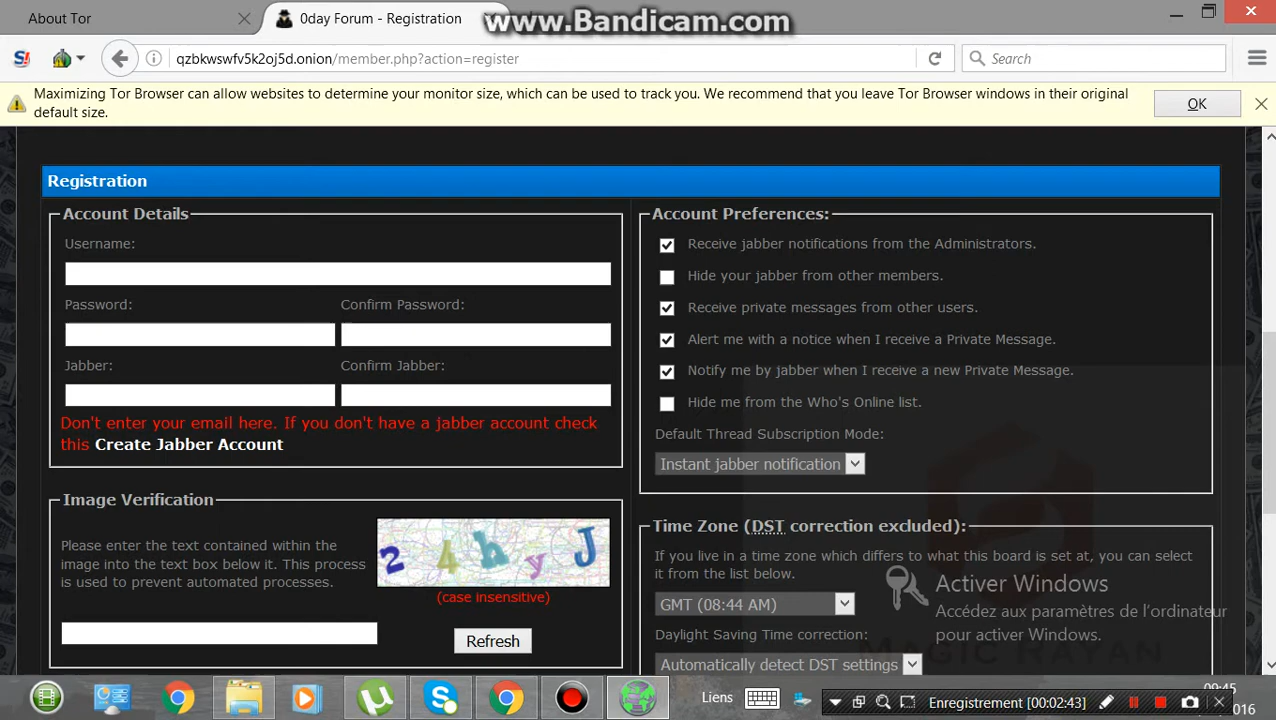 About Tor
0day Forum - Registration
www.Bandicam.com
qzbkwswfv5k2oj5d.onion/member.php?action=register
Search
Maximizing Tor Browser can allow websites to determine your monitor size, which can be used to track you. We recommend that you leave Tor Browser windows in their original
default size.
OK
Registration
Account Details
Username:
Password:
Confirm Password:
Jabber:
Confirm Jabber:
Don't enter your email here. If you don't have a jabber account check
this Create Jabber Account
Image Verification
Please enter the text contained within the
image into the text box below it. This process
is used to prevent automated processes.
2 4 h y J
(case insensitive)
Refresh
Account Preferences:
Receive jabber notifications from the Administrators.
Hide your jabber from other members.
Receive private messages from other users.
Alert me with a notice when I receive a Private Message.
Notify me by jabber when I receive a new Private Message.
Hide me from the Who's Online list.
Default Thread Subscription Mode:
Instant jabber notification
Time Zone (DST correction excluded):
If you live in a time zone which differs to what this board is set at, you can select
it from the list below.
GMT (08:44 AM)
Daylight Saving Time correction:
Automatically detect DST settings
Activer Windows
Accédez aux paramètres de l'ordinateur
pour activer Windows.
MAGIC RAYAN
Liens
Enregistrement [00:02:43]
09:45
016